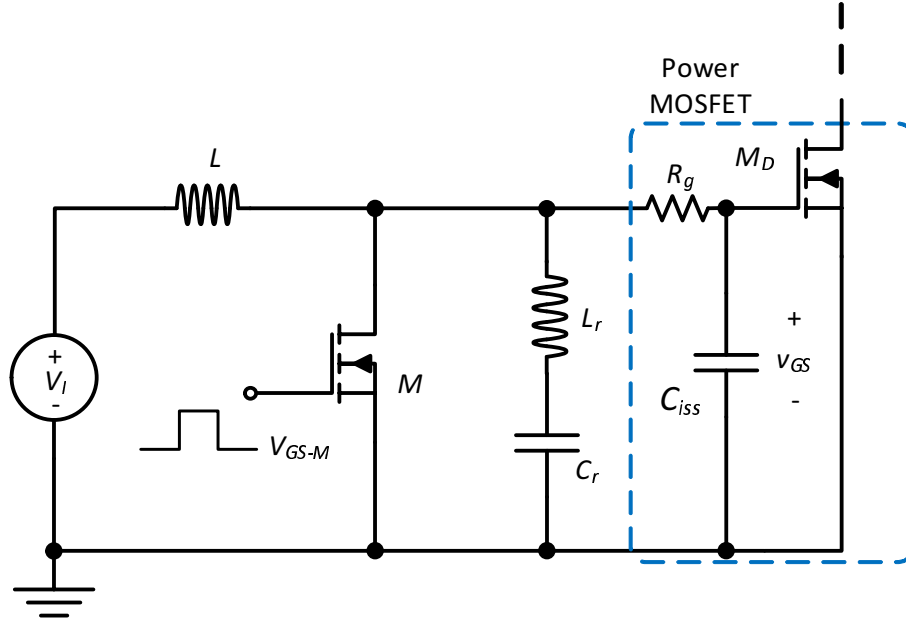 Power
MOSFET
L
M_D
R_g
L_r
+
V_I
-
M
+
v_GS
-
C_iss
V_GS-M
C_r